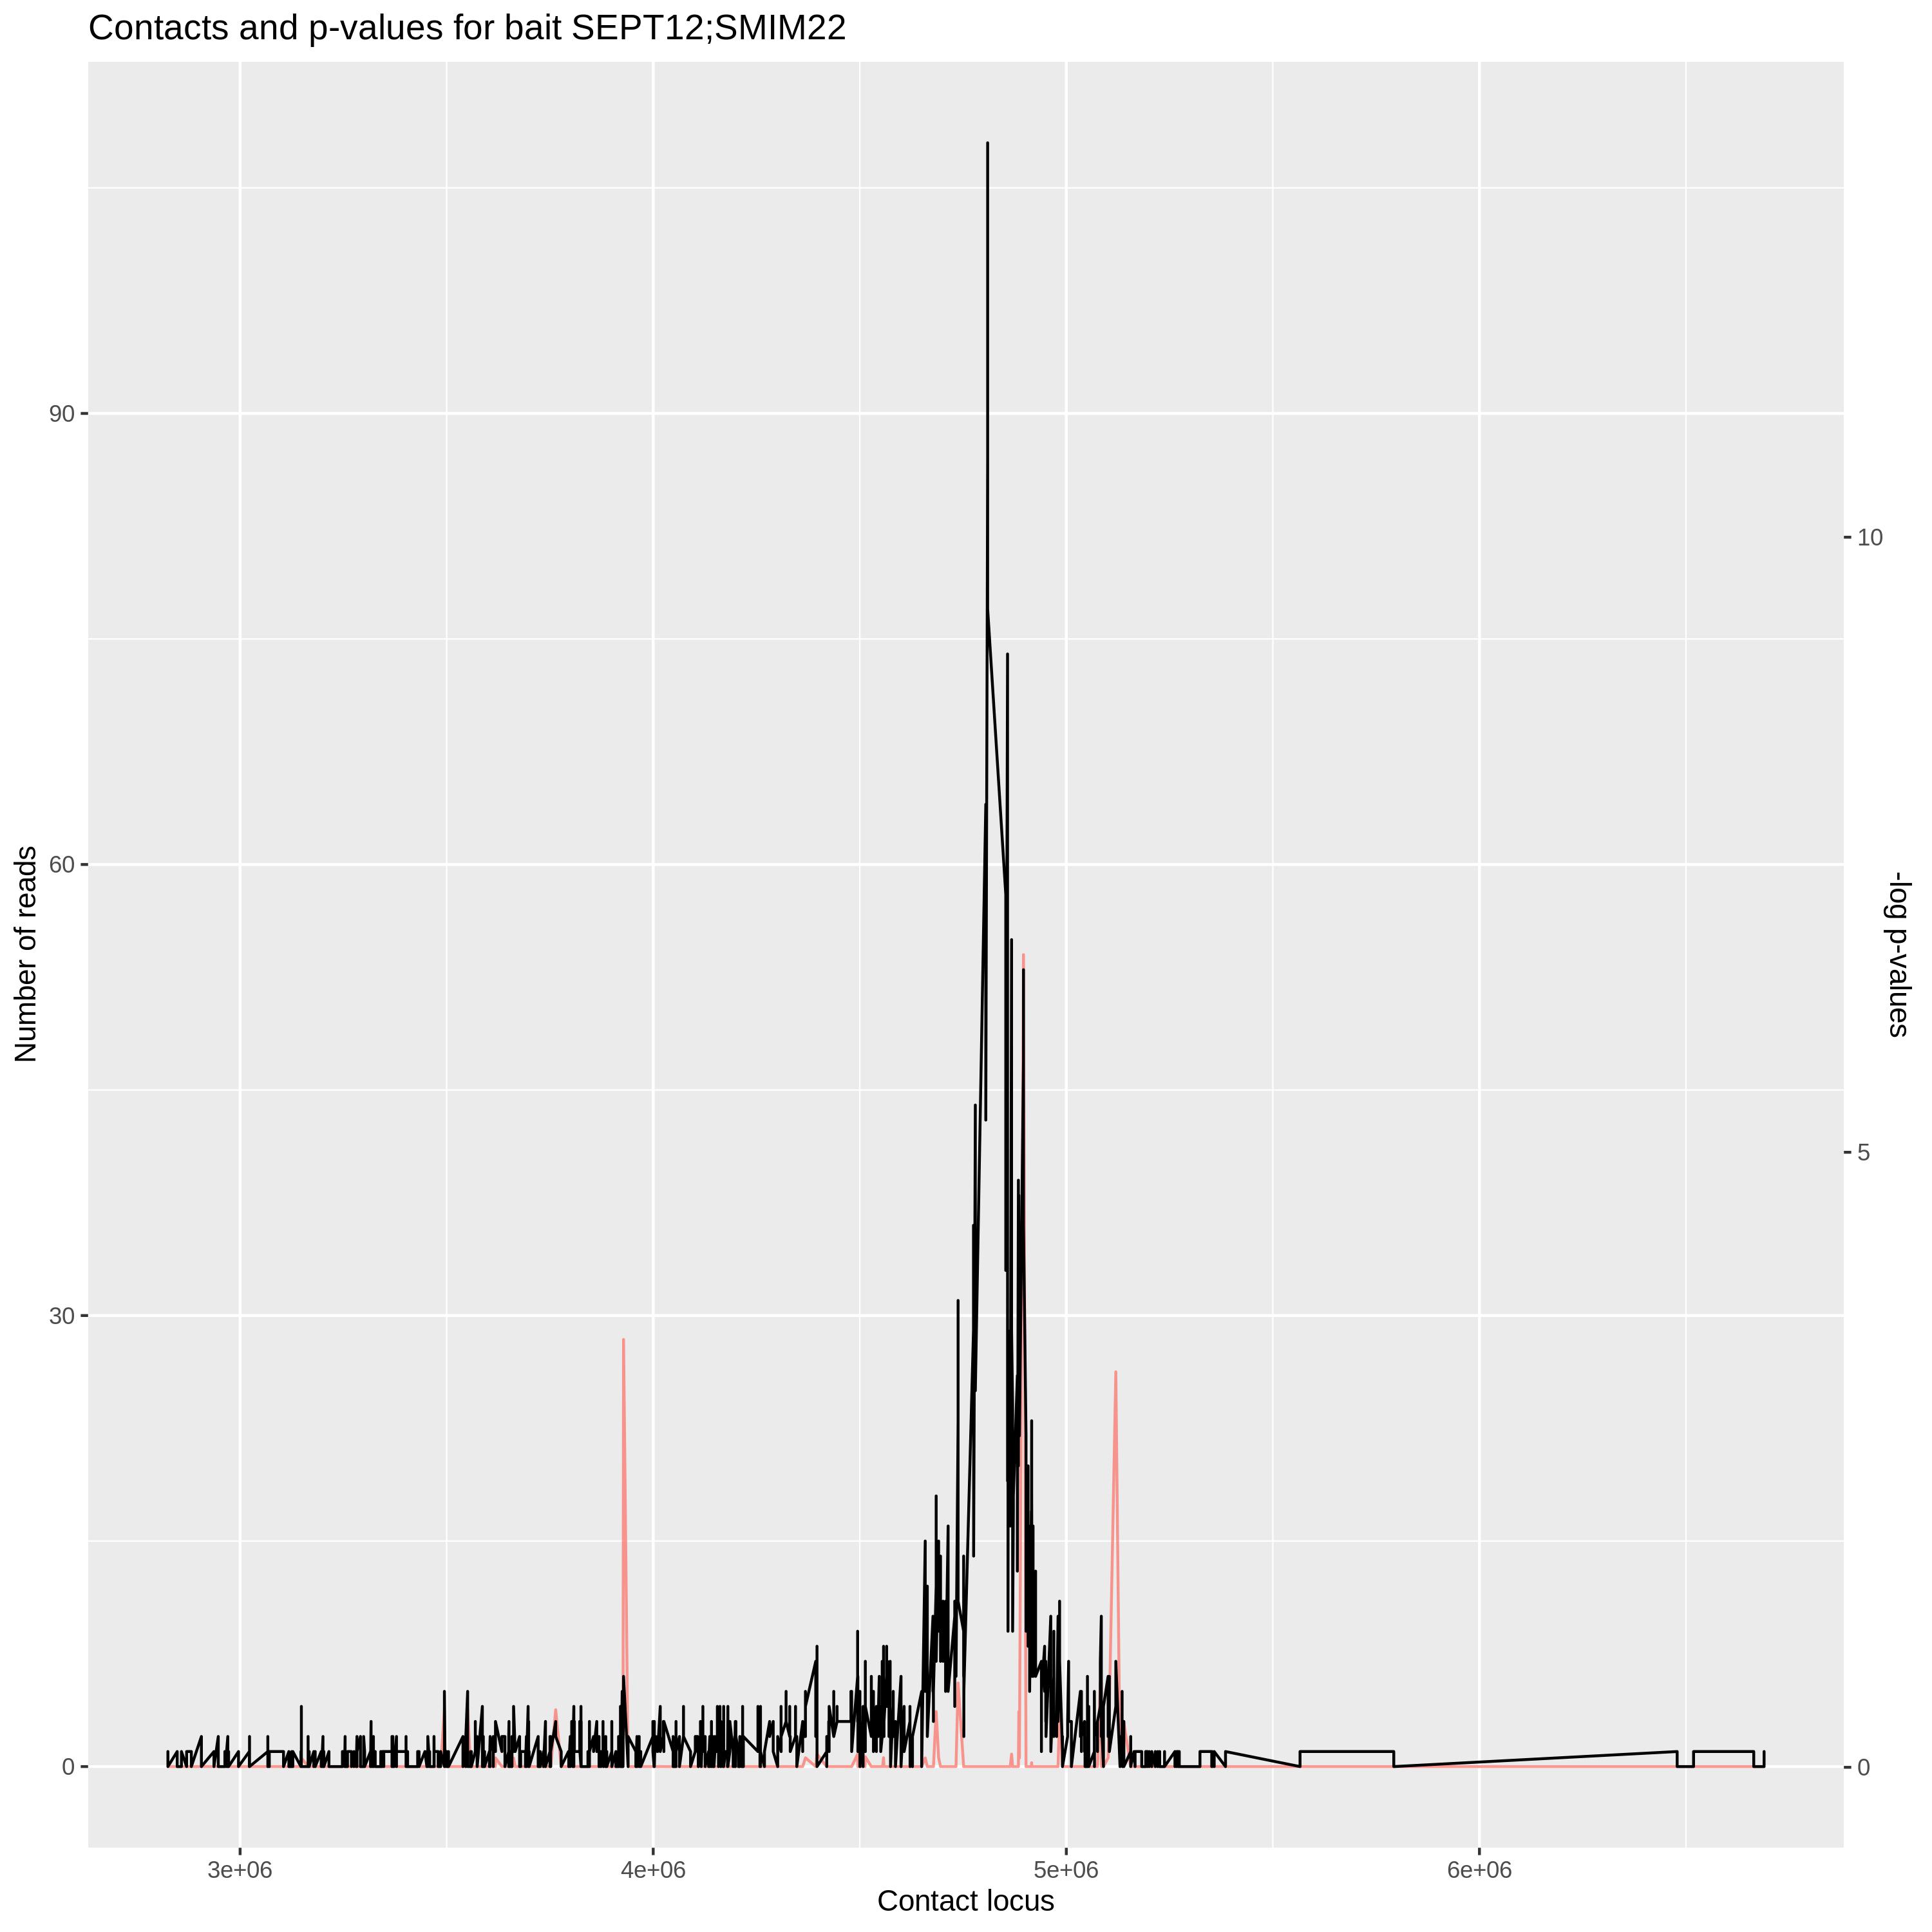 Contacts and p-values for bait SEPT12;SMIM22
90
60
30
0
Number of reads
10
5
0
-log p-values
3e+06
4e+06
5e+06
6e+06
Contact locus